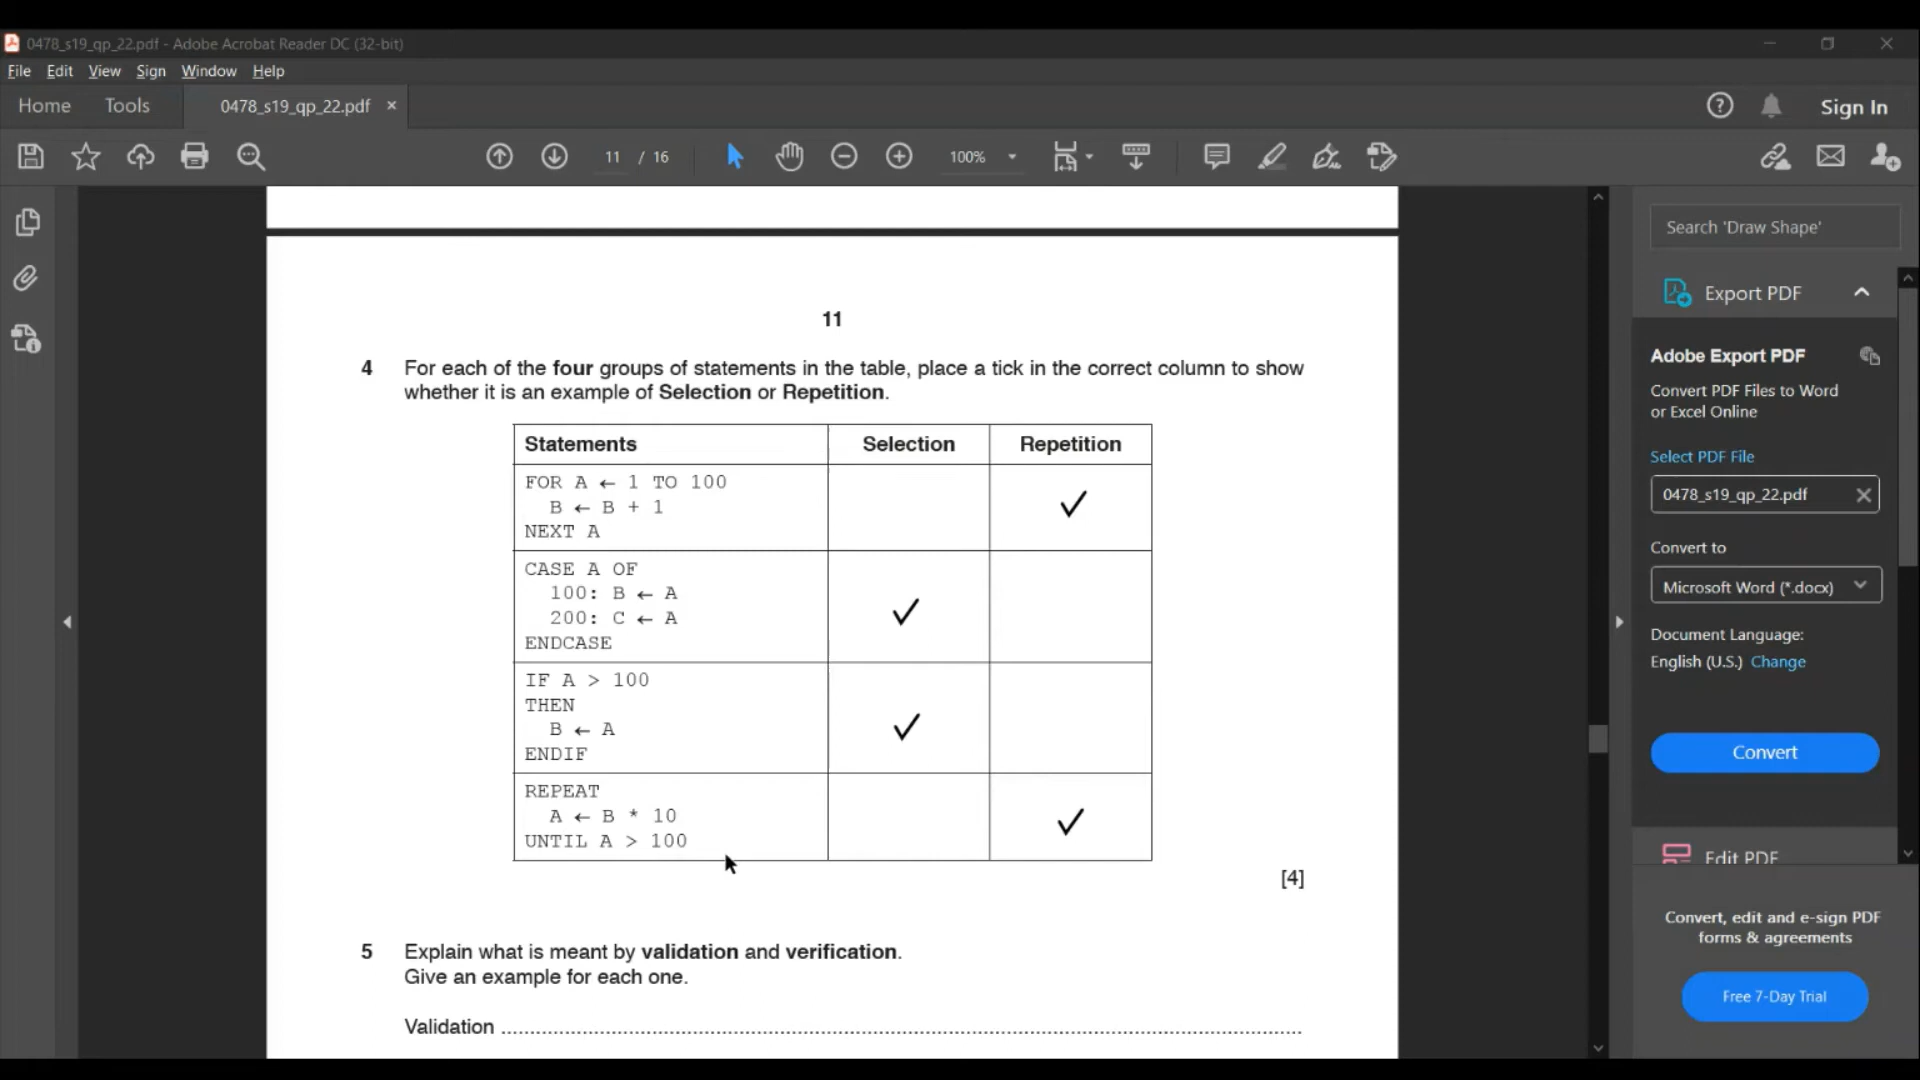 0478_s19_qp_22.pdf - Adobe Acrobat Reader DC (32-bit)
File Edit View Sign Window Help
Home Tools 0478_s19_qp_22.pdf × Sign In
11 / 16 100%
11
4 For each of the four groups of statements in the table, place a tick in the correct column to show
whether it is an example of Selection or Repetition.
Statements Selection Repetition
FOR A ← 1 TO 100
B ← B + 1
NEXT A
✓
CASE A OF
100: B ← A
200: C ← A
ENDCASE
✓
IF A > 100
THEN
B ← A
ENDIF
✓
REPEAT
A ← B * 10
UNTIL A > 100
✓
[4]
5 Explain what is meant by validation and verification.
Give an example for each one.
Validation ................................................................
Search 'Draw Shape'
Export PDF
Adobe Export PDF
Convert PDF Files to Word
or Excel Online
Select PDF File
0478_s19_qp_22.pdf ×
Convert to
Microsoft Word (*.docx)
Document Language:
English (U.S.) Change
Convert
Edit PDF
Convert, edit and e-sign PDF
forms & agreements
Free 7-Day Trial